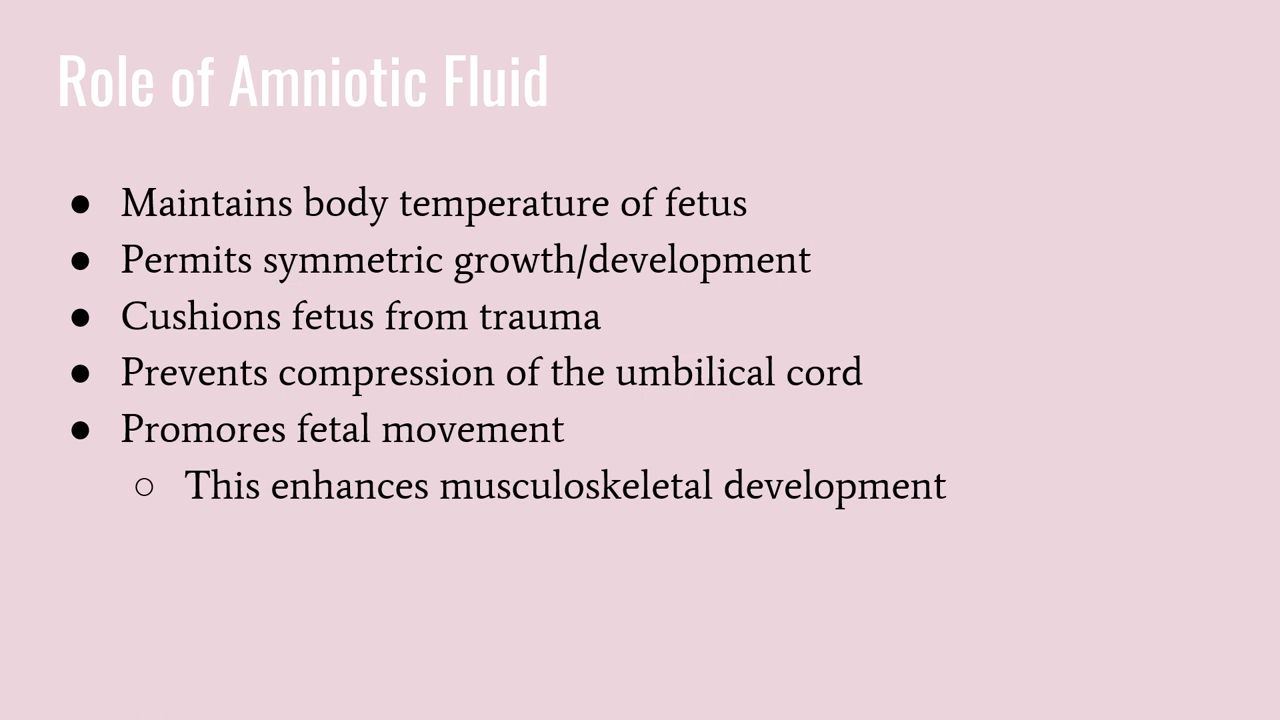 Role of Amniotic Fluid
● Maintains body temperature of fetus
● Permits symmetric growth/development
● Cushions fetus from trauma
● Prevents compression of the umbilical cord
● Promores fetal movement
○ This enhances musculoskeletal development